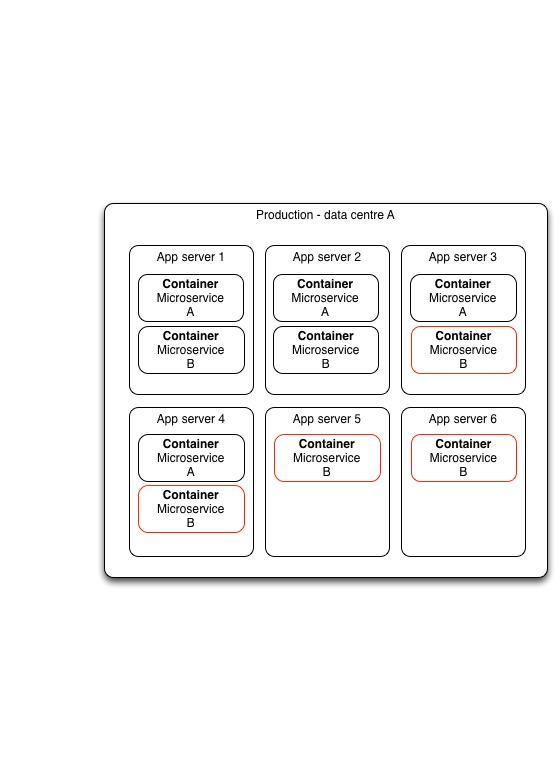 Production - data centre A
App server 1
Container
Microservice
A
Container
Microservice
B
App server 2
Container
Microservice
A
Container
Microservice
B
App server 3
Container
Microservice
A
Container
Microservice
B
App server 4
Container
Microservice
A
Container
Microservice
B
App server 5
Container
Microservice
B
App server 6
Container
Microservice
B